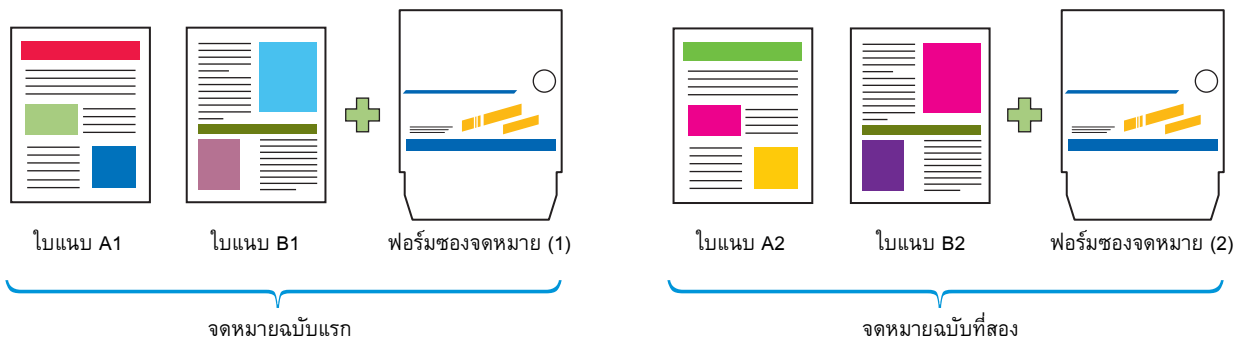 ใบแนบ A1
ใบแนบ B1
ฟอร์มซองจดหมาย (1)
จดหมายฉบับแรก
ใบแนบ A2
ใบแนบ B2
ฟอร์มซองจดหมาย (2)
จดหมายฉบับที่สอง